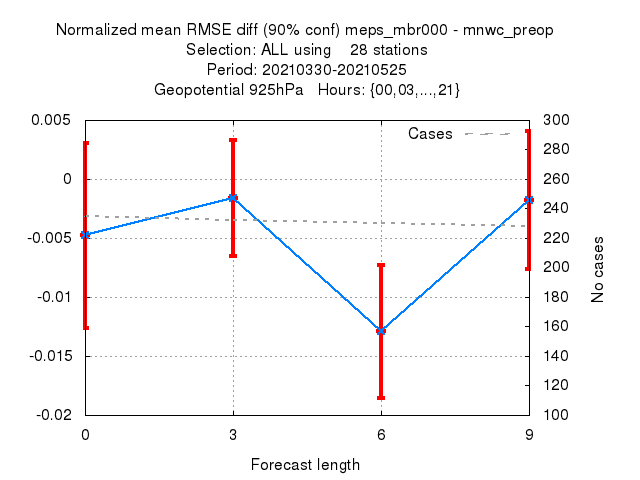 Normalized mean RMSE diff (90% conf) meps_mbr000 - mnwc_preop
Selection: ALL using    28 stations
Period: 20210330-20210525
Geopotential 925hPa   Hours: {00,03,...,21}
0.005
0
-0.005
-0.01
-0.015
-0.02
Cases
300
280
260
240
220
200
180
160
140
120
100
No cases
0 3 6 9
Forecast length